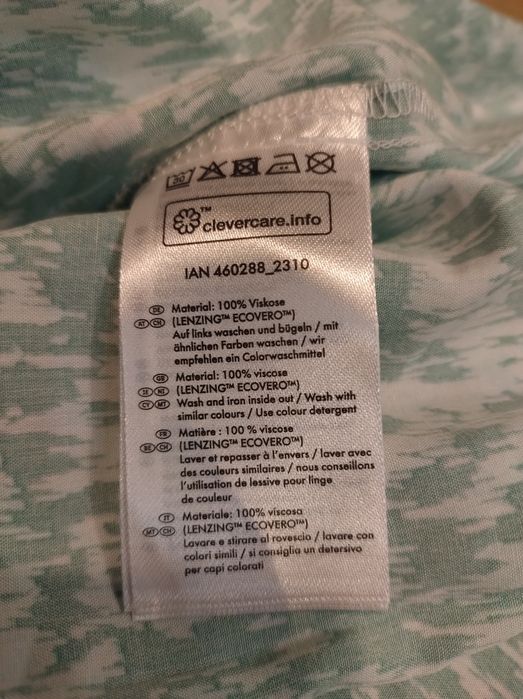 ™
clevercare.info
IAN 460288_2310
DE Material: 100% Viskose
AT CH (LENZING™ ECOVERO™)
Auf links waschen und bügeln / mit
ähnlichen Farben waschen / wir
empfehlen ein Colorwaschmittel
GB Material: 100% viscose
IE NI (LENZING™ ECOVERO™)
CY MT Wash and iron inside out / Wash with
similar colours / Use colour detergent
FR Matière : 100 % viscose
BE CH (LENZING™ ECOVERO™)
Laver et repasser à l'envers / laver avec
des couleurs similaires / nous conseillons
l'utilisation de lessive pour linge
de couleur
IT Materiale: 100% viscosa
MT CH (LENZING™ ECOVERO™)
Lavare e stirare al rovescio / lavare con
colori simili / si consiglia un detersivo
per capi colorati